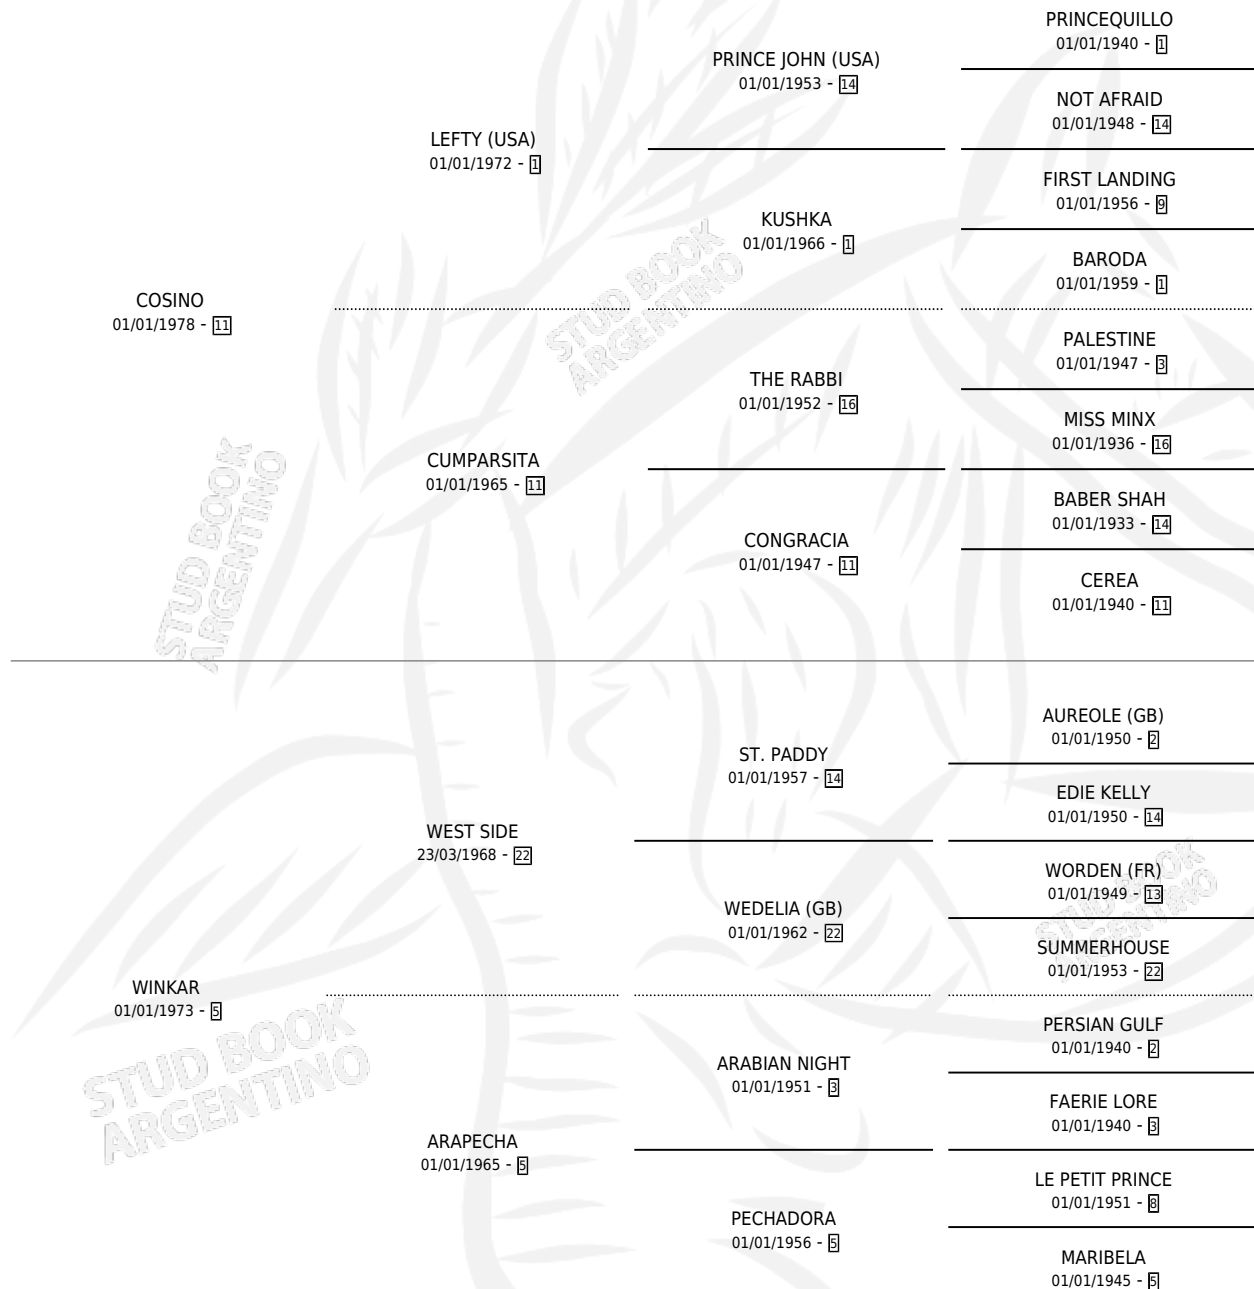 PRINCEQUILLO
01/01/1940 - 1
PRINCE JOHN (USA)
01/01/1953 - 14
NOT AFRAID
01/01/1948 - 14
LEFTY (USA)
01/01/1972 - 1
FIRST LANDING
01/01/1956 - 9
KUSHKA
01/01/1966 - 1
BARODA
01/01/1959 - 1
COSINO
01/01/1978 - 11
PALESTINE
01/01/1947 - 3
THE RABBI
01/01/1952 - 16
MISS MINX
01/01/1936 - 16
CUMPARSITA
01/01/1965 - 11
BABER SHAH
01/01/1933 - 14
CONGRACIA
01/01/1947 - 11
CEREA
01/01/1940 - 11
AUREOLE (GB)
01/01/1950 - 2
ST. PADDY
01/01/1957 - 14
EDIE KELLY
01/01/1950 - 14
WEST SIDE
23/03/1968 - 22
WORDEN (FR)
01/01/1949 - 13
WEDELIA (GB)
01/01/1962 - 22
SUMMERHOUSE
01/01/1953 - 22
WINKAR
01/01/1973 - 5
PERSIAN GULF
01/01/1940 - 2
ARABIAN NIGHT
01/01/1951 - 3
FAERIE LORE
01/01/1940 - 3
ARAPECHA
01/01/1965 - 5
LE PETIT PRINCE
01/01/1951 - 8
PECHADORA
01/01/1956 - 5
MARIBELA
01/01/1945 - 5
STUD BOOK
ARGENTINO
STUD BOOK
ARGENTINO
STUD BOOK
ARGENTINO
STUD BOOK
ARGENTINO